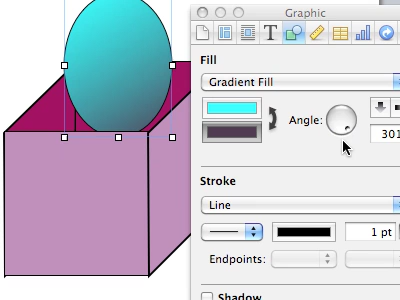 Graphic
T
Fill
Gradient Fill
Angle:
301
Stroke
Line
1 pt
Endpoints:
Shadow